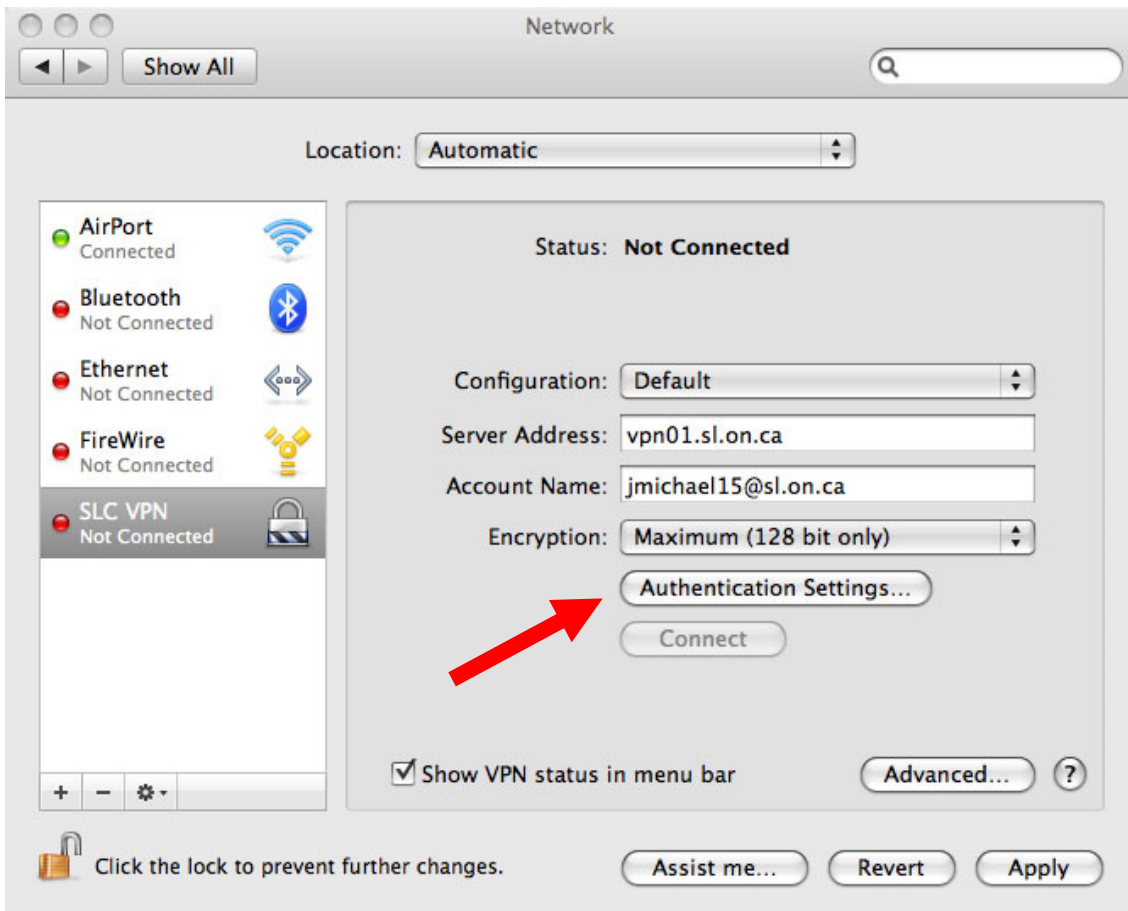 Network
Show All
Location: Automatic
AirPort
Connected
Bluetooth
Not Connected
Ethernet
Not Connected
FireWire
Not Connected
SLC VPN
Not Connected
Status: Not Connected
Configuration: Default
Server Address: vpn01.sl.on.ca
Account Name: jmichael15@sl.on.ca
Encryption: Maximum (128 bit only)
Authentication Settings...
Connect
Show VPN status in menu bar
Advanced... ?
Click the lock to prevent further changes.
Assist me... Revert Apply